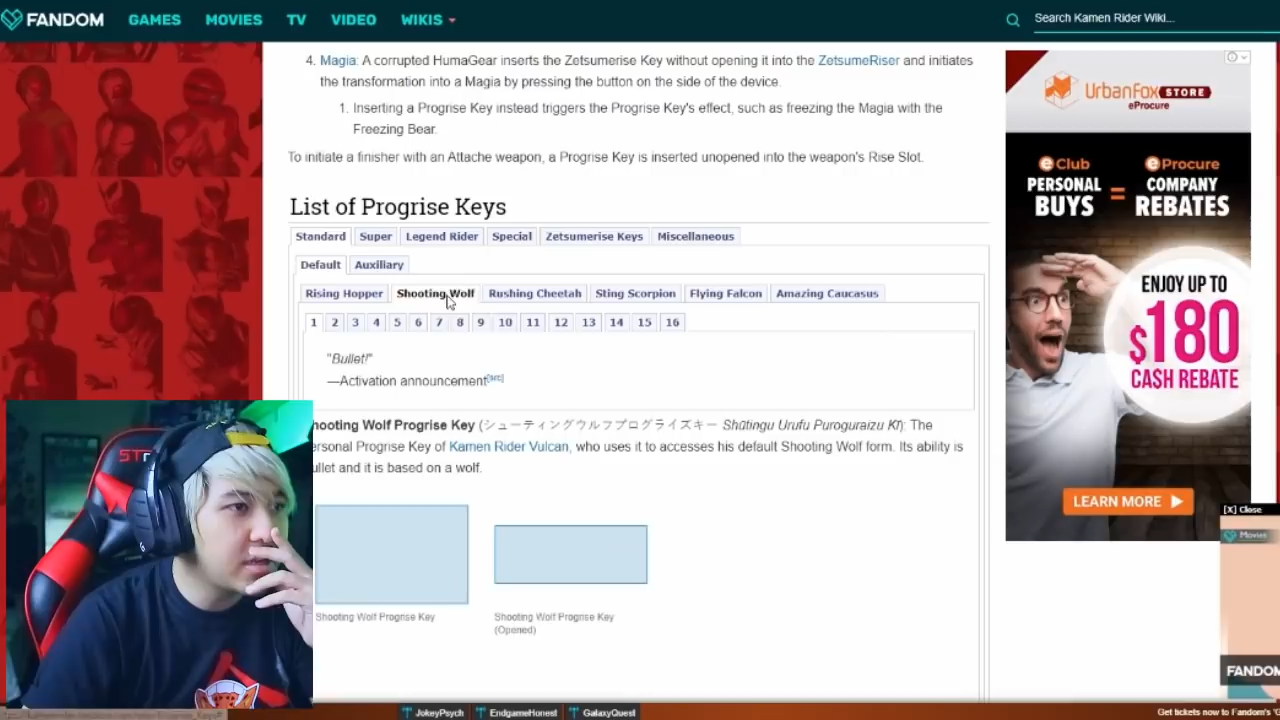 FANDOM GAMES MOVIES TV VIDEO WIKIS
Search Kamen Rider Wiki...
4. Magia: A corrupted HumaGear inserts the Zetsumerise Key without opening it into the ZetsumeRiser and initiates
the transformation into a Magia by pressing the button on the side of the device.
1. Inserting a Progrise Key instead triggers the Progrise Key's effect, such as freezing the Magia with the
Freezing Bear.
To initiate a finisher with an Attache weapon, a Progrise Key is inserted unopened into the weapon's Rise Slot.
List of Progrise Keys
Standard Super Legend Rider Special Zetsumerise Keys Miscellaneous
Default Auxiliary
Rising Hopper Shooting Wolf Rushing Cheetah Sting Scorpion Flying Falcon Amazing Caucasus
1 2 3 4 5 6 7 8 9 10 11 12 13 14 15 16
"Bullet!"
—Activation announcement[src]
hooting Wolf Progrise Key (シューティングウルフプログライズキー Shūtingu Urufu Puroguraizu Kī): The
ersonal Progrise Key of Kamen Rider Vulcan, who uses it to accesses his default Shooting Wolf form. Its ability is
ullet and it is based on a wolf.
Shooting Wolf Progrise Key
Shooting Wolf Progrise Key
(Opened)
UrbanFox STORE
eProcure
eClub
PERSONAL
BUYS
=
eProcure
COMPANY
REBATES
ENJOY UP TO
$180
CASH REBATE
LEARN MORE
[X] Close
Movies
FANDOM
ST
JokeyPsych EndgameHonest GalaxyQuest
Get tickets now to Fandom's 'G